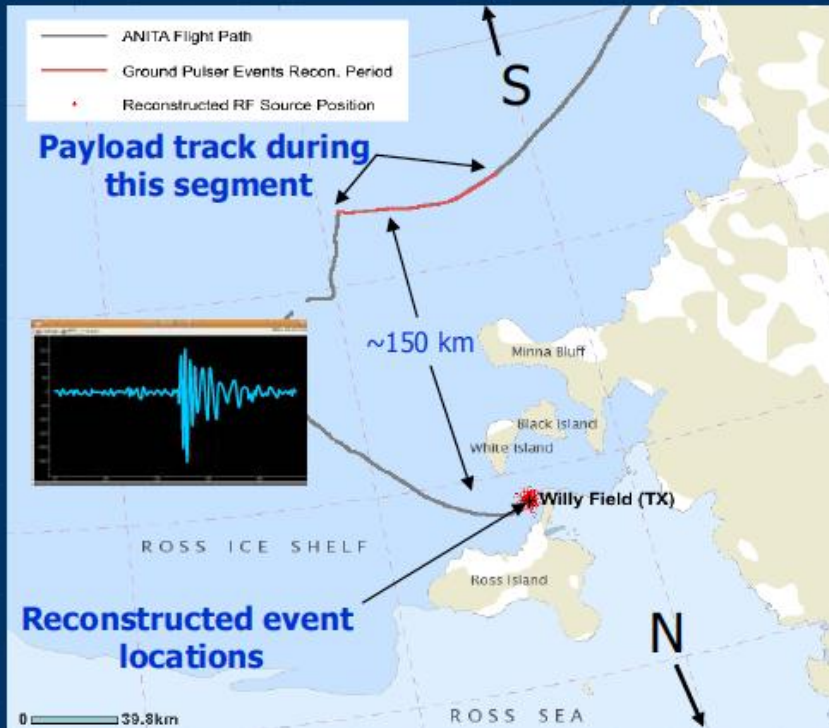 ANITA Flight Path
Ground Pulser Events Recon. Period
Reconstructed RF Source Position
S
Payload track during
this segment
~150 km
Minna Bluff
Black Island
White Island
Willy Field (TX)
ROSS ICE SHELF
Ross Island
Reconstructed event
locations
N
0 39.8km
ROSS SEA